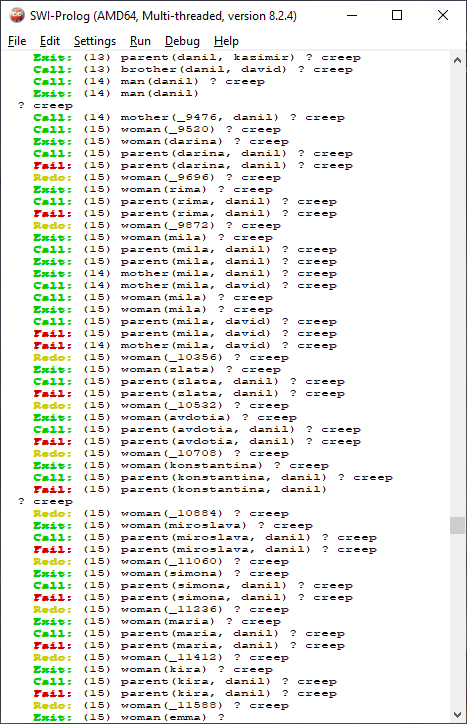 SWI-Prolog (AMD64, Multi-threaded, version 8.2.4)
File Edit Settings Run Debug Help
Exit: (13) parent(danil, kasimir) ? creep
Call: (13) brother(danil, david) ? creep
Call: (14) man(danil) ? creep
Exit: (14) man(danil)
? creep
Call: (14) mother(_9476, danil) ? creep
Call: (15) woman(_9520) ? creep
Exit: (15) woman(darina) ? creep
Call: (15) parent(darina, danil) ? creep
Fail: (15) parent(darina, danil) ? creep
Redo: (15) woman(_9696) ? creep
Exit: (15) woman(rima) ? creep
Call: (15) parent(rima, danil) ? creep
Fail: (15) parent(rima, danil) ? creep
Redo: (15) woman(_9872) ? creep
Exit: (15) woman(mila) ? creep
Call: (15) parent(mila, danil) ? creep
Exit: (15) parent(mila, danil) ? creep
Exit: (14) mother(mila, danil) ? creep
Call: (14) mother(mila, david) ? creep
Call: (15) woman(mila) ? creep
Exit: (15) woman(mila) ? creep
Call: (15) parent(mila, david) ? creep
Fail: (15) parent(mila, david) ? creep
Fail: (14) mother(mila, david) ? creep
Redo: (15) woman(_10356) ? creep
Exit: (15) woman(zlata) ? creep
Call: (15) parent(zlata, danil) ? creep
Fail: (15) parent(zlata, danil) ? creep
Redo: (15) woman(_10532) ? creep
Exit: (15) woman(avdotia) ? creep
Call: (15) parent(avdotia, danil) ? creep
Fail: (15) parent(avdotia, danil) ? creep
Redo: (15) woman(_10708) ? creep
Exit: (15) woman(konstantina) ? creep
Call: (15) parent(konstantina, danil) ? creep
Fail: (15) parent(konstantina, danil)
? creep
Redo: (15) woman(_10884) ? creep
Exit: (15) woman(miroslava) ? creep
Call: (15) parent(miroslava, danil) ? creep
Fail: (15) parent(miroslava, danil) ? creep
Redo: (15) woman(_11060) ? creep
Exit: (15) woman(simona) ? creep
Call: (15) parent(simona, danil) ? creep
Fail: (15) parent(simona, danil) ? creep
Redo: (15) woman(_11236) ? creep
Exit: (15) woman(maria) ? creep
Call: (15) parent(maria, danil) ? creep
Fail: (15) parent(maria, danil) ? creep
Redo: (15) woman(_11412) ? creep
Exit: (15) woman(kira) ? creep
Call: (15) parent(kira, danil) ? creep
Fail: (15) parent(kira, danil) ? creep
Redo: (15) woman(_11588) ? creep
Exit: (15) woman(emma) ?